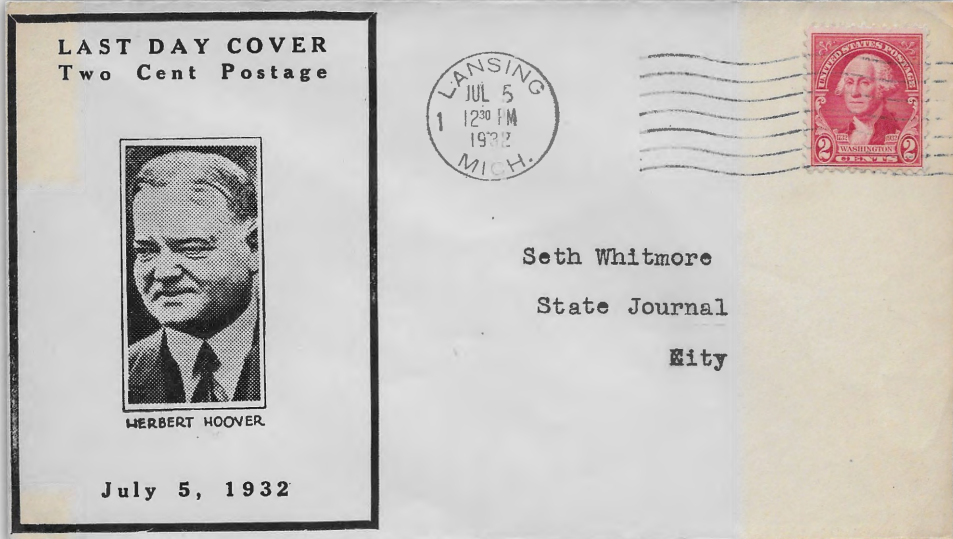 LAST DAY COVER
Two Cent Postage
HERBERT HOOVER
July 5, 1932
LANSING
JUL 5
1 1230 PM
1932
MICH.
UNITED STATES POSTAGE
1732 1932
WASHINGTON
2 CENTS 2
Seth Whitmore
State Journal
City